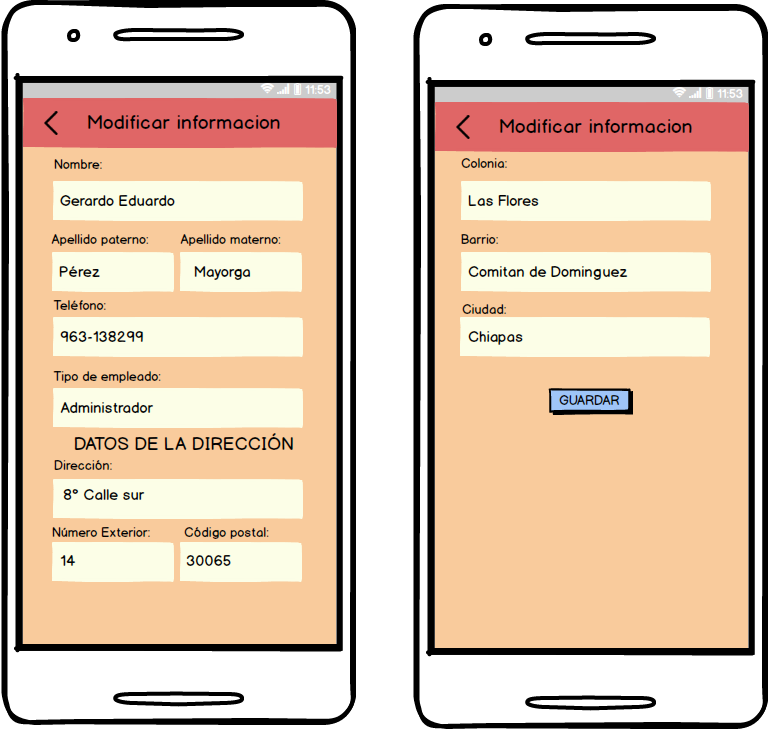 11:53
Modificar informacion
Nombre:
Gerardo Eduardo
Apellido paterno: Apellido materno:
Pérez Mayorga
Teléfono:
963-138299
Tipo de empleado:
Administrador
DATOS DE LA DIRECCIÓN
Dirección:
8° Calle sur
Número Exterior: Código postal:
14 30065
11:53
Modificar informacion
Colonia:
Las Flores
Barrio:
Comitan de Dominguez
Ciudad:
Chiapas
GUARDAR